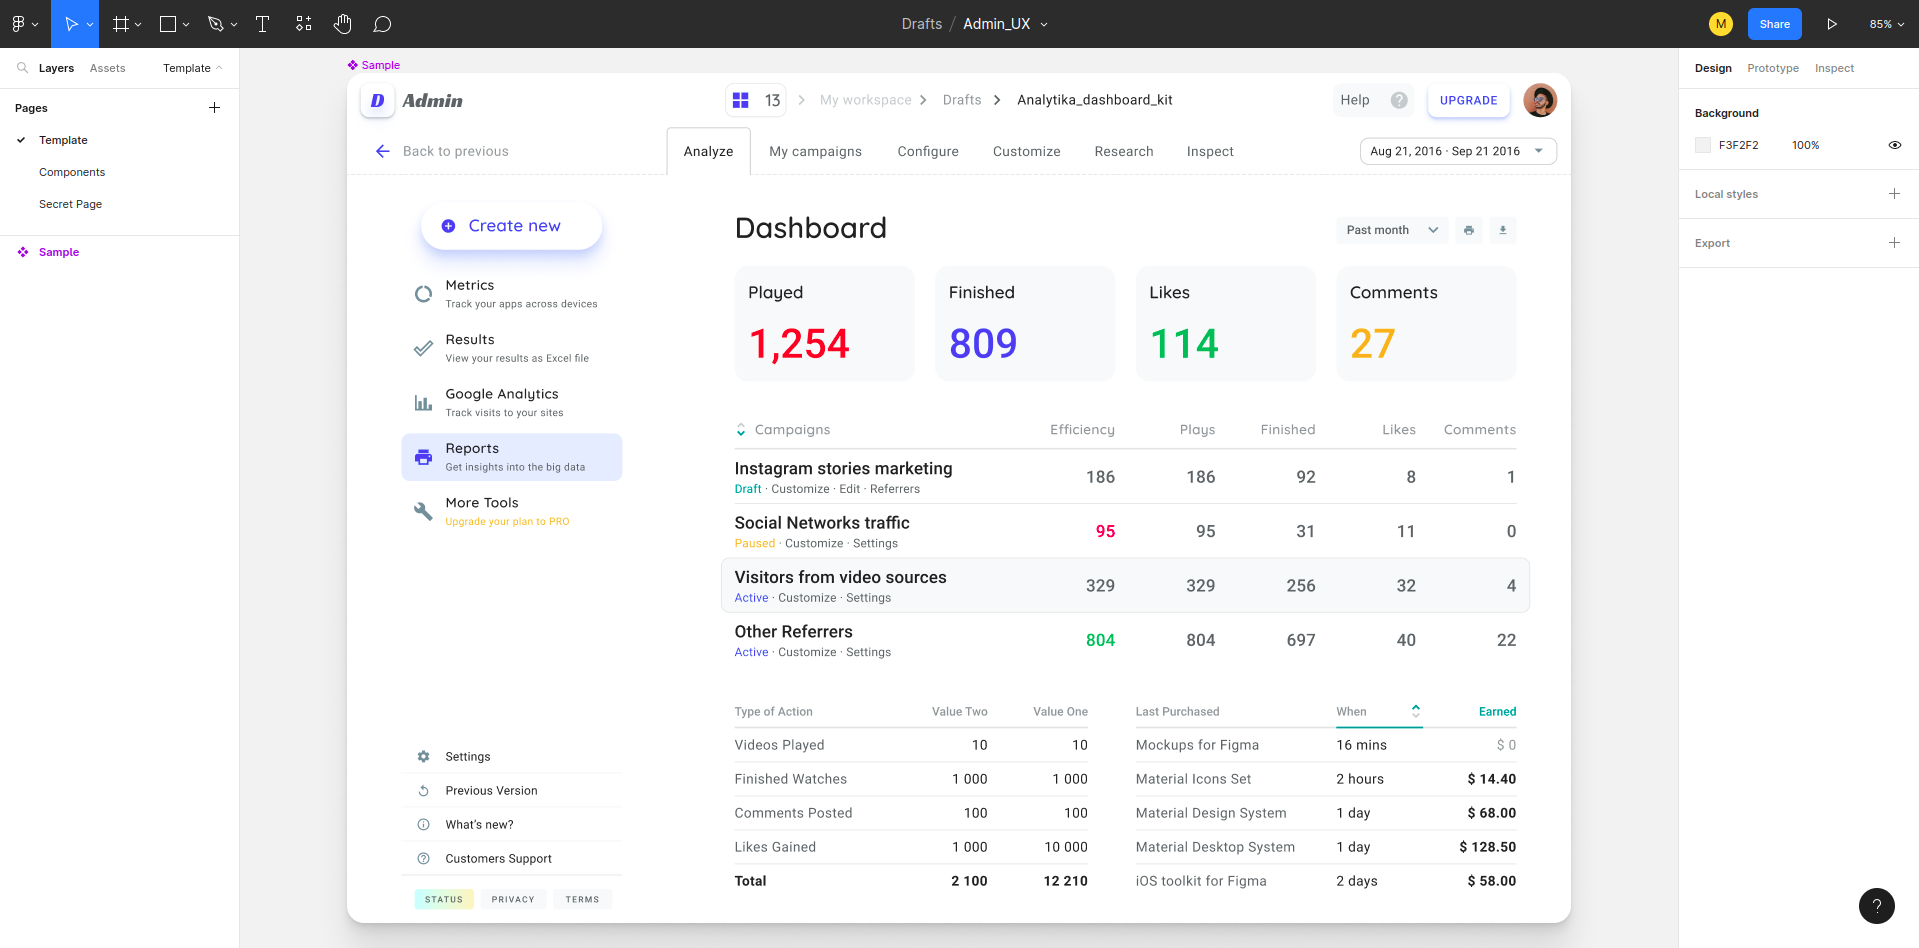 Drafts / Admin_UX
M
Share
85%
Layers
Assets
Template
Pages
Template
Components
Secret Page
Sample
Sample
D Admin
13
My workspace
Drafts
Analytika_dashboard_kit
Help ?
UPGRADE
Back to previous
Analyze
My campaigns
Configure
Customize
Research
Inspect
Aug 21, 2016 · Sep 21 2016
Create new
Metrics
Track your apps across devices
Results
View your results as Excel file
Google Analytics
Track visits to your sites
Reports
Get insights into the big data
More Tools
Upgrade your plan to PRO
Settings
Previous Version
What's new?
Customers Support
STATUS PRIVACY TERMS
Dashboard
Past month
Played
1,254
Finished
809
Likes
114
Comments
27
Campaigns Efficiency Plays Finished Likes Comments
Instagram stories marketing 186 186 92 8 1
Draft · Customize · Edit · Referrers
Social Networks traffic 95 95 31 11 0
Paused · Customize · Settings
Visitors from video sources 329 329 256 32 4
Active · Customize · Settings
Other Referrers 804 804 697 40 22
Active · Customize · Settings
Type of Action Value Two Value One
Videos Played 10 10
Finished Watches 1 000 1 000
Comments Posted 100 100
Likes Gained 1 000 10 000
Total 2 100 12 210
Last Purchased When Earned
Mockups for Figma 16 mins $ 0
Material Icons Set 2 hours $ 14.40
Material Design System 1 day $ 68.00
Material Desktop System 1 day $ 128.50
iOS toolkit for Figma 2 days $ 58.00
Design
Prototype
Inspect
Background
F3F2F2 100%
Local styles
Export
?